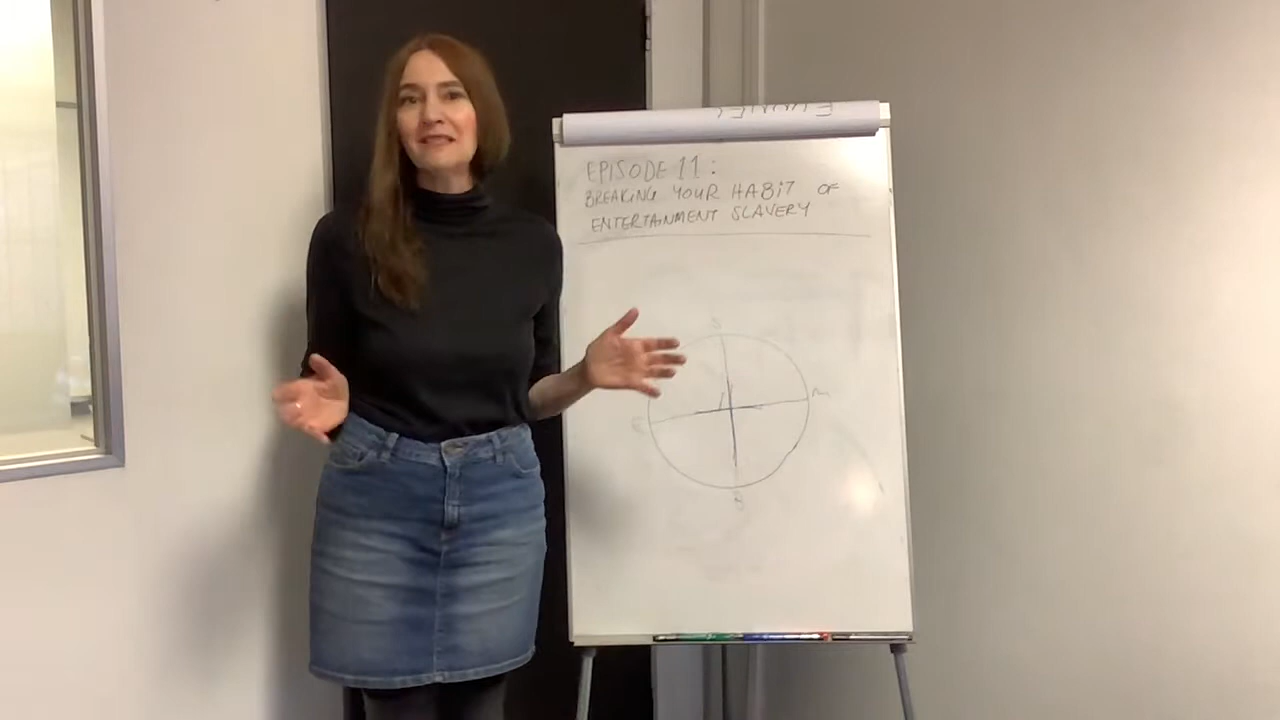 EPISODE 11:
BREAKING YOUR HABIT OF
ENTERTAINMENT SLAVERY
S
B